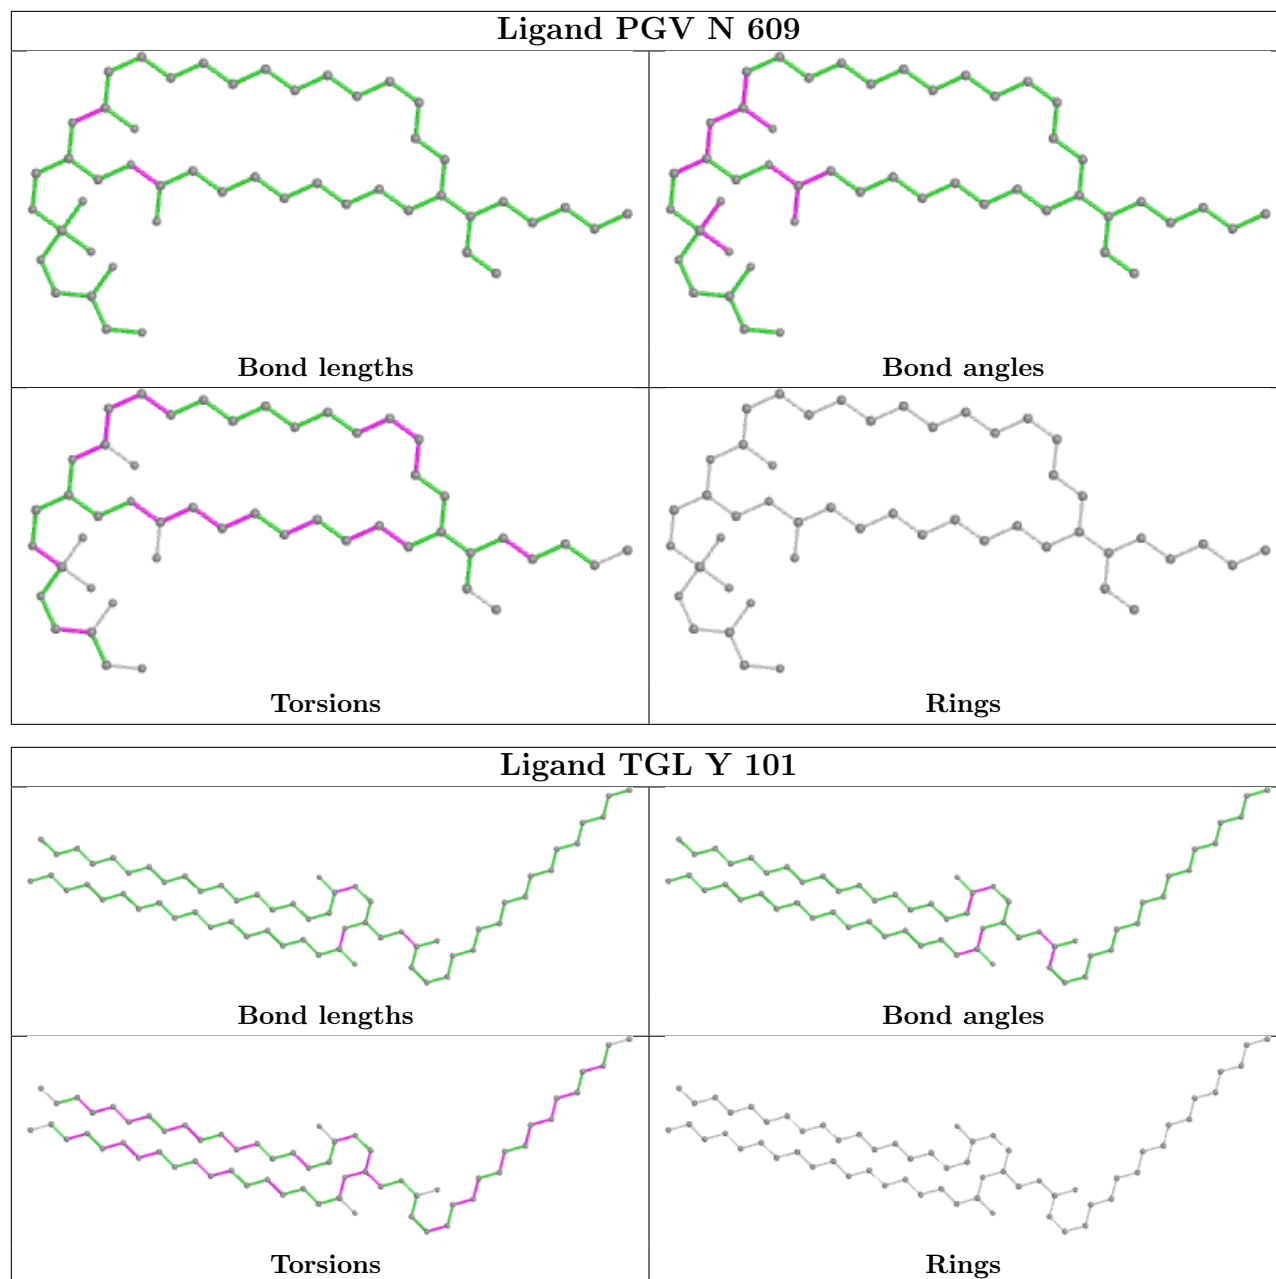 Ligand PGV N 609
Bond lengths
Bond angles
Torsions
Rings
Ligand TGL Y 101
Bond lengths
Bond angles
Torsions
Rings